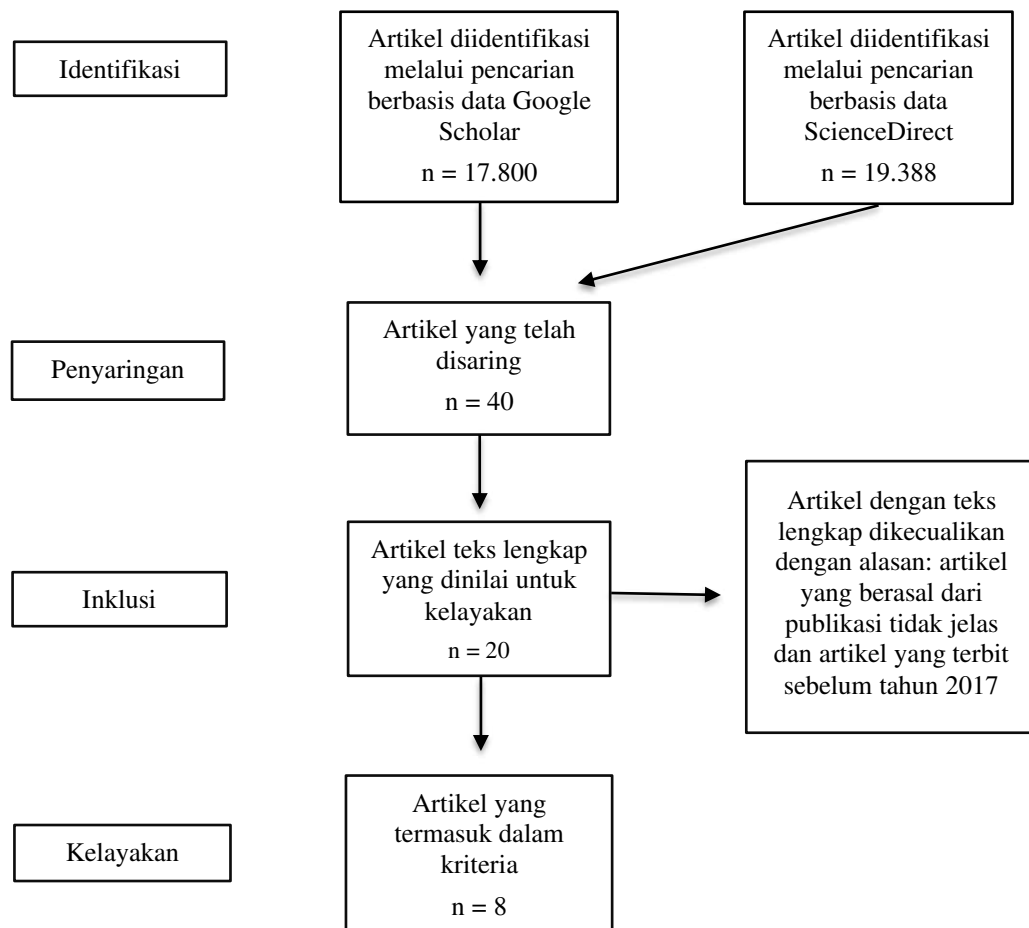 Identifikasi
Artikel diidentifikasi
melalui pencarian
berbasis data Google
Scholar
n = 17.800
Artikel diidentifikasi
melalui pencarian
berbasis data
ScienceDirect
n = 19.388
Penyaringan
Artikel yang telah
disaring
n = 40
Inklusi
Artikel teks lengkap
yang dinilai untuk
kelayakan
n = 20
Artikel dengan teks
lengkap dikecualikan
dengan alasan: artikel
yang berasal dari
publikasi tidak jelas
dan artikel yang terbit
sebelum tahun 2017
Kelayakan
Artikel yang
termasuk dalam
kriteria
n = 8